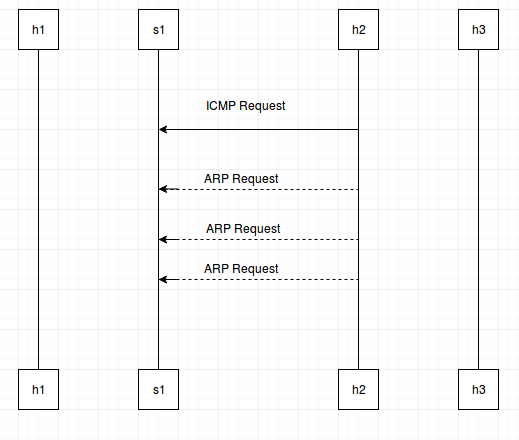 h1
s1
h2
h3
ICMP Request
ARP Request
ARP Request
ARP Request
h1
s1
h2
h3